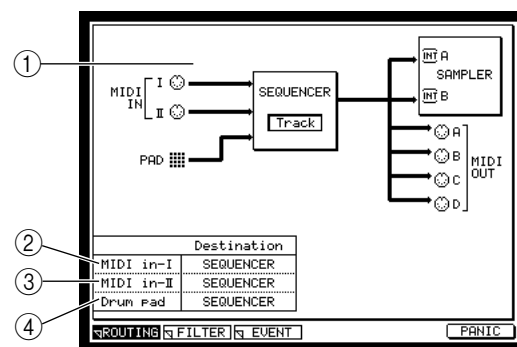 1
MIDI IN
I
II
PAD
SEQUENCER
Track
INT A
SAMPLER
INT B
A
B
C
D
MIDI OUT
Destination
2
MIDI in-I SEQUENCER
3
MIDI in-II SEQUENCER
4
Drum pad SEQUENCER
ROUTING FILTER EVENT PANIC